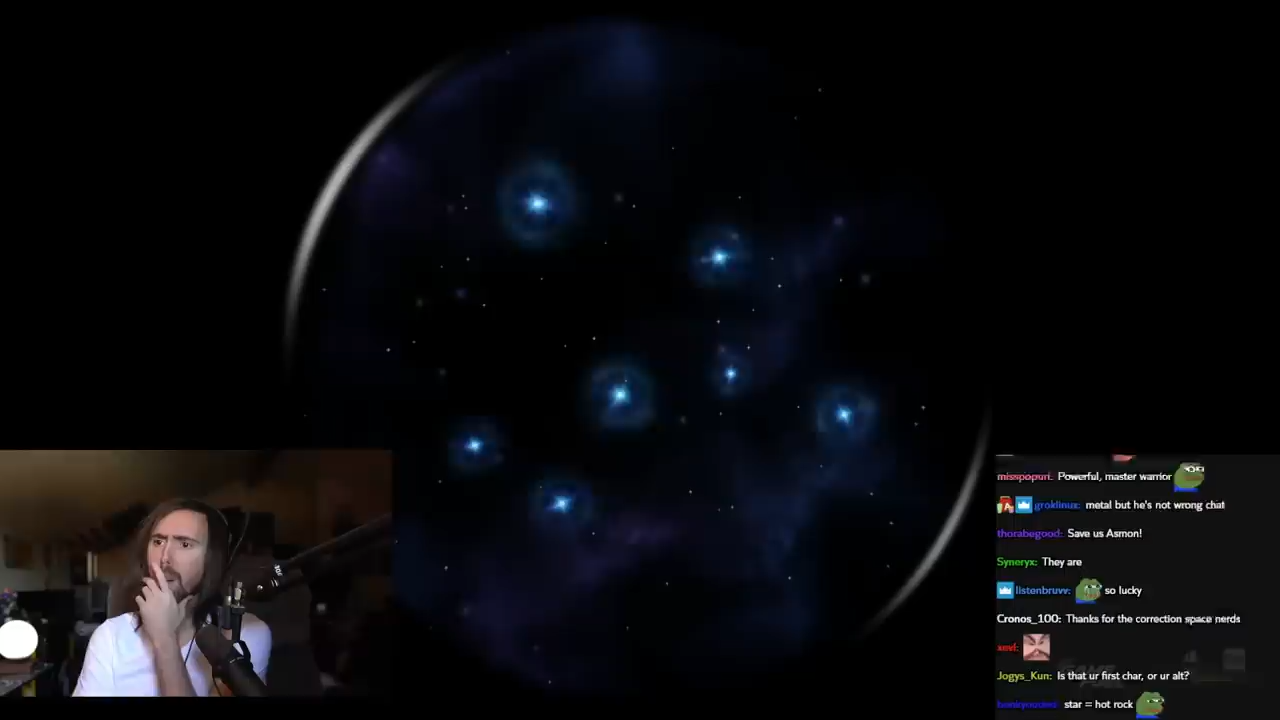 misspopurl: Powerful, master warrior
groklinux: metal but he's not wrong chat
thorabegood: Save us Asmon!
Syneryx: They are
listenbruvv: so lucky
Cronos_100: Thanks for the correction space nerds
Jogys_Kun: Is that ur first char, or ur alt?
star = hot rock